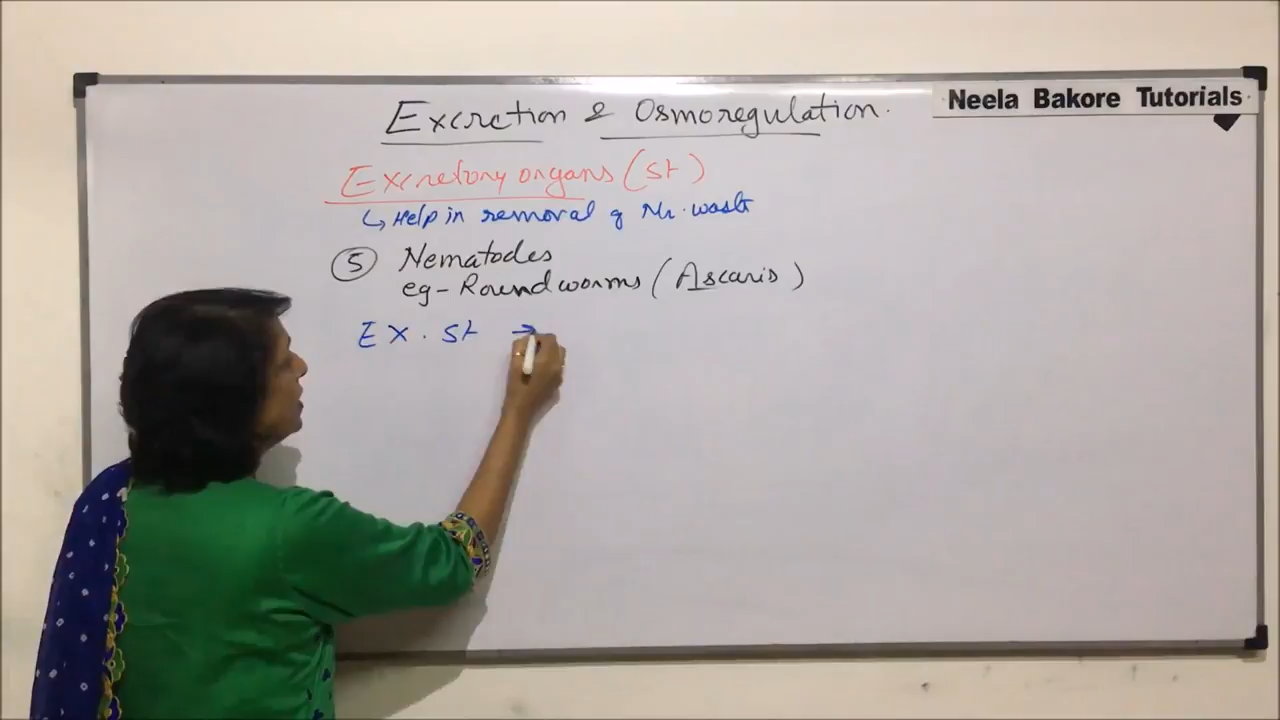 Neela Bakore Tutorials
Excretion & Osmoregulation.
Excretory organs (st)
↳ Help in removal of Nr. waste
⑤ Nematodes
eg- Roundworms (Ascaris)
EX. st →